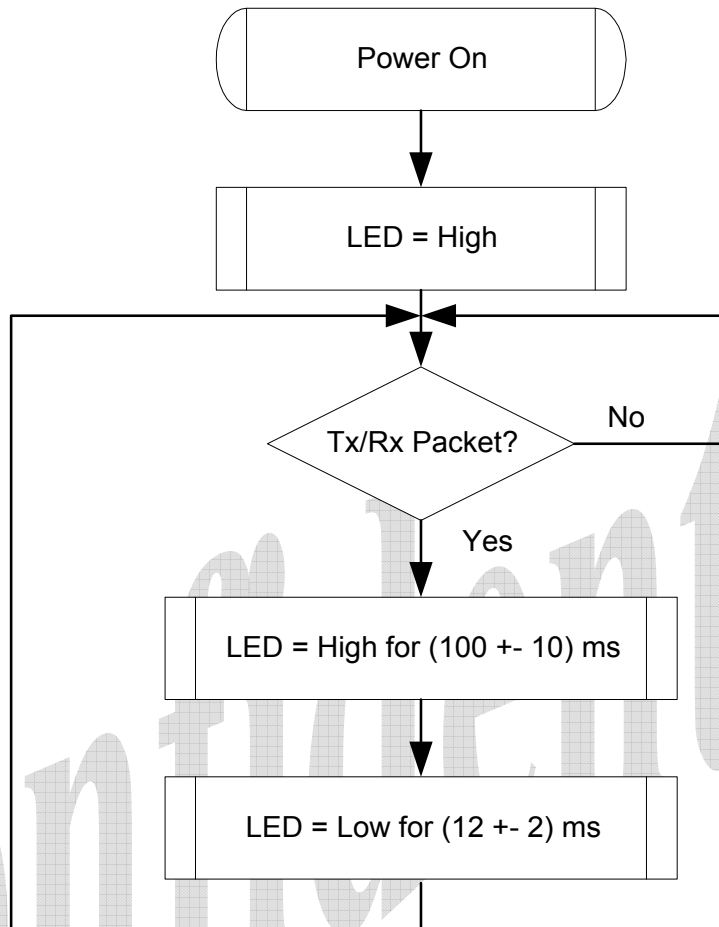 Power On
LED = High
Tx/Rx Packet?
No
Yes
LED = High for (100 +- 10) ms
LED = Low for (12 +- 2) ms